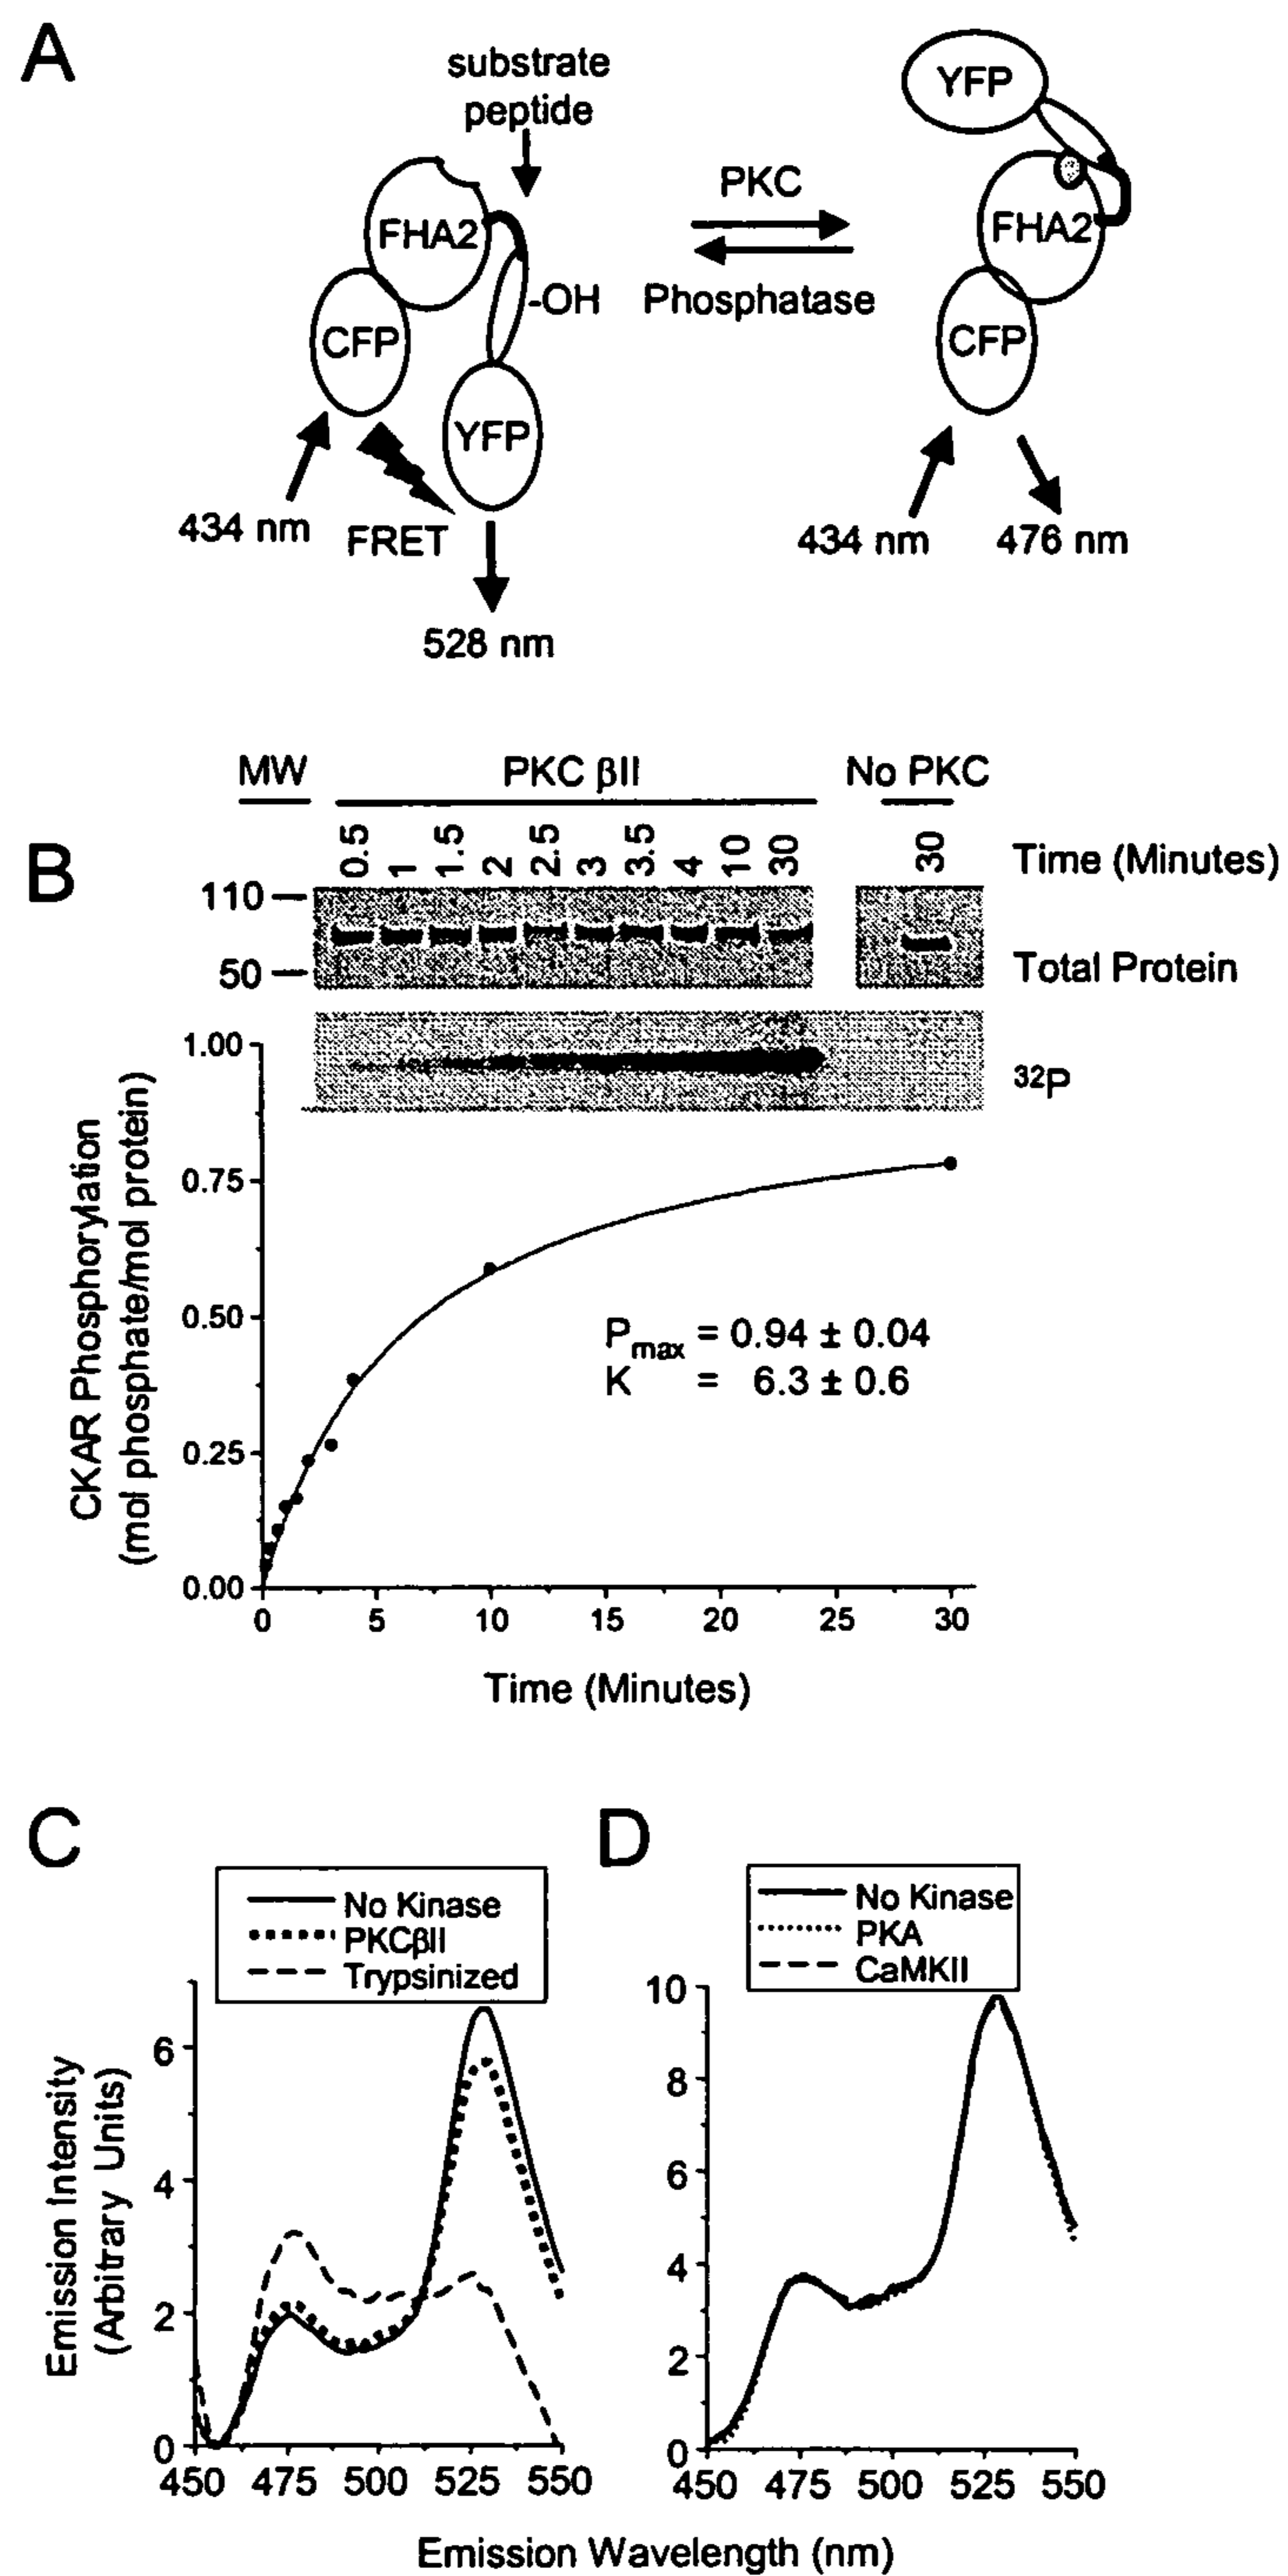 A
substrate
peptide
YFP
FHA2
PKC
FHA2
-OH
Phosphatase
CFP
CFP
YFP
434 nm
FRET
434 nm
476 nm
528 nm
B
MW
PKC βII
No PKC
0.5 1 1.5 2 2.5 3 3.5 4 10 30
30
Time (Minutes)
110
50
Total Protein
32P
CKAR Phosphorylation
(mol phosphate/mol protein)
1.00
0.75
0.50
0.25
0.00
Pmax = 0.94 ± 0.04
K = 6.3 ± 0.6
0 5 10 15 20 25 30
Time (Minutes)
C
No Kinase
PKCβII
Trypsinized
Emission Intensity
(Arbitrary Units)
6
4
2
0
450 475 500 525 550
D
No Kinase
PKA
CaMKII
10
8
6
4
2
0
450 475 500 525 550
Emission Wavelength (nm)